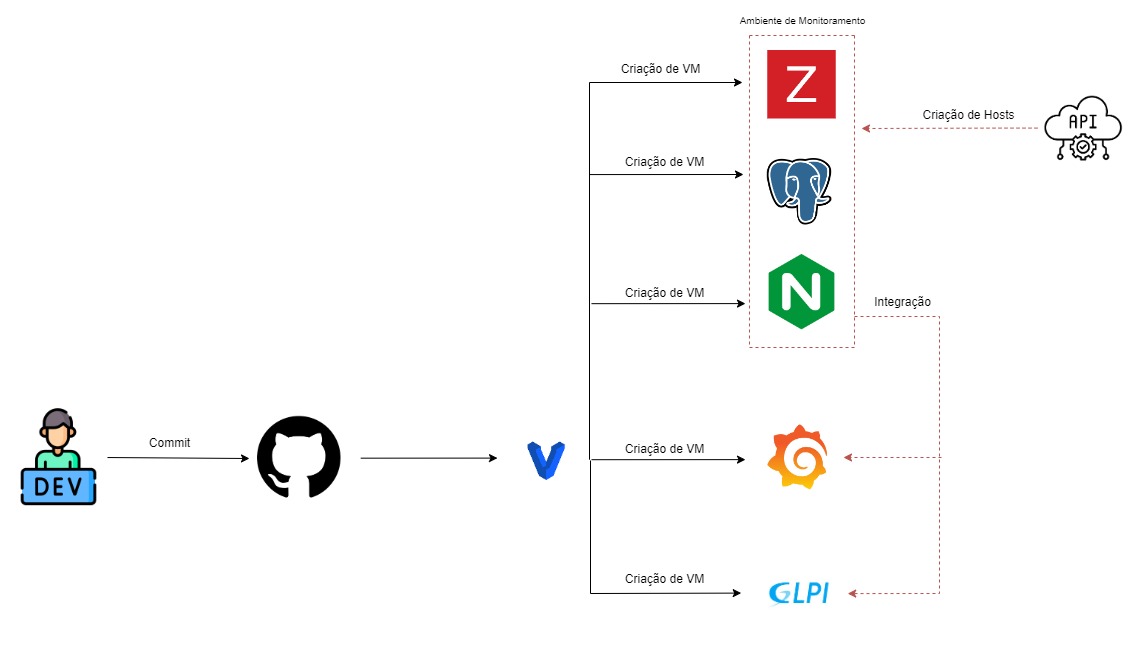 Ambiente de Monitoramento
Criação de VM
Z
Criação de Hosts
API
Criação de VM
Criação de VM
N
Integração
Commit
DEV
Criação de VM
Criação de VM
GLPI